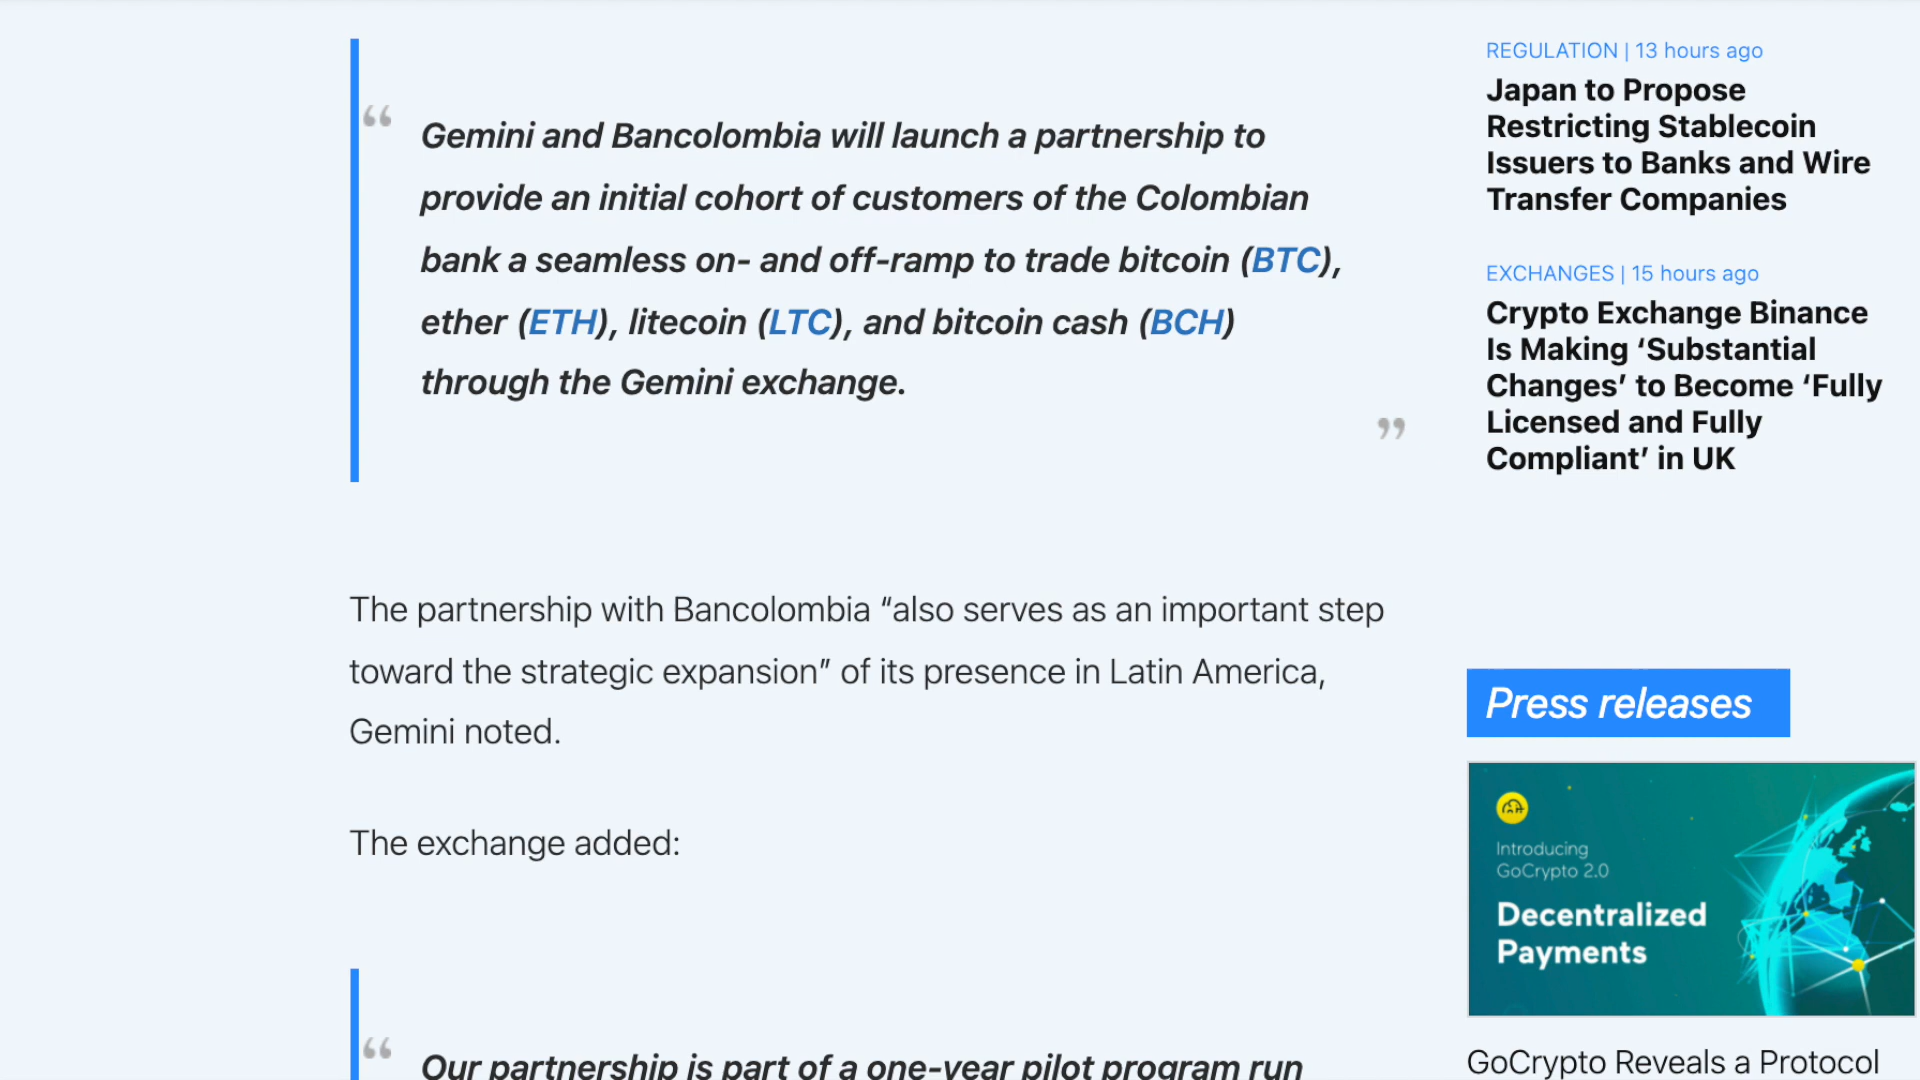 “
Gemini and Bancolombia will launch a partnership to
provide an initial cohort of customers of the Colombian
bank a seamless on- and off-ramp to trade bitcoin (BTC),
ether (ETH), litecoin (LTC), and bitcoin cash (BCH)
through the Gemini exchange.
”
The partnership with Bancolombia “also serves as an important step
toward the strategic expansion” of its presence in Latin America,
Gemini noted.
The exchange added:
“
Our partnership is part of a one-year pilot program run
REGULATION | 13 hours ago
Japan to Propose
Restricting Stablecoin
Issuers to Banks and Wire
Transfer Companies
EXCHANGES | 15 hours ago
Crypto Exchange Binance
Is Making ‘Substantial
Changes’ to Become ‘Fully
Licensed and Fully
Compliant’ in UK
Press releases
Introducing
GoCrypto 2.0
Decentralized
Payments
GoCrypto Reveals a Protocol